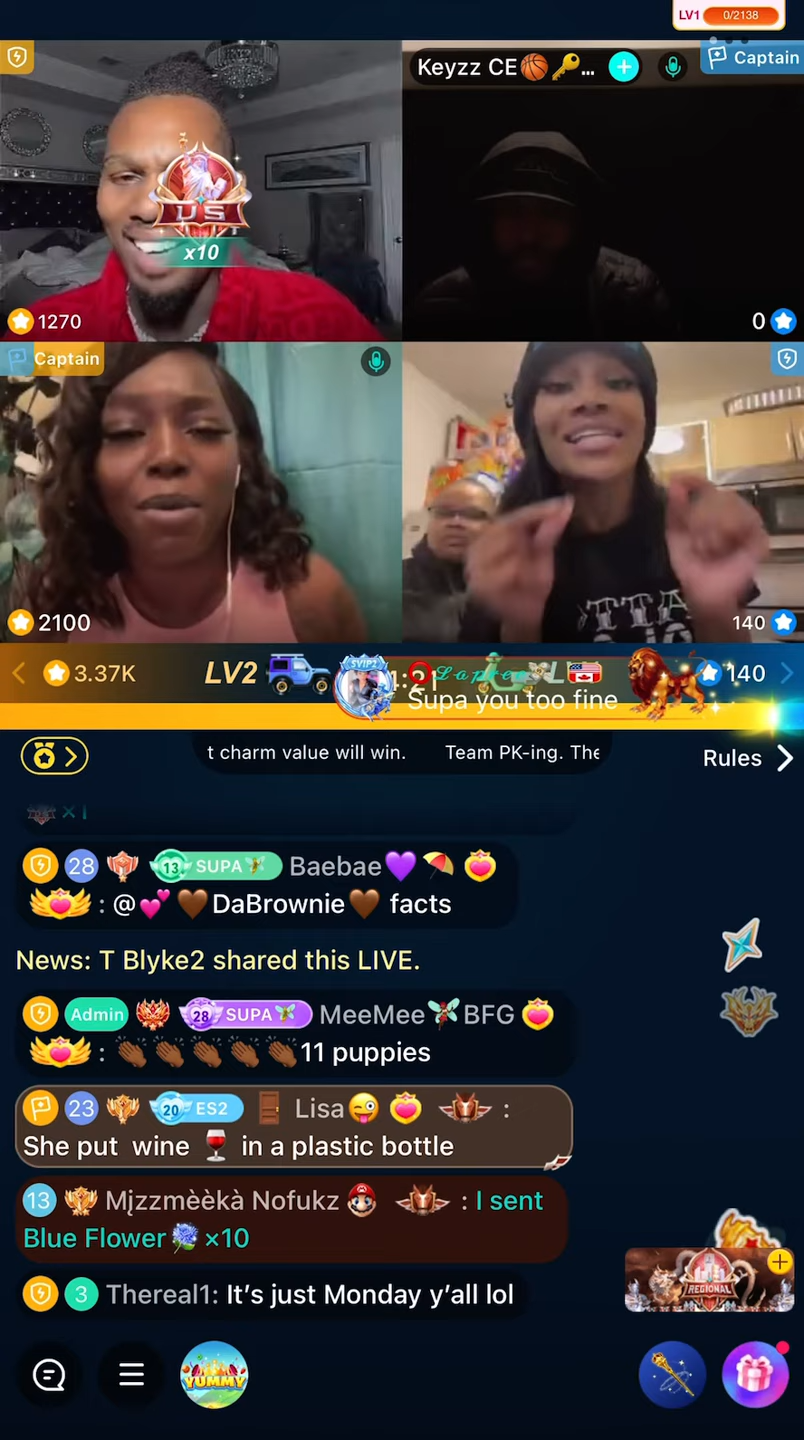 LV1 0/2138
Keyzz CE🏀🔑...
Captain
US
x10
1270
0
Captain
2100
140
3.37K
LV2
SVIP2
4:21
140
Supa you too fine
t charm value will win. Team PK-ing. The
Rules
28 13 SUPA Baebae💜⛱️
: @💕🤎DaBrownie🤎 facts
News: T Blyke2 shared this LIVE.
Admin 28 SUPA MeeMee BFG
: 👏🏾👏🏾👏🏾👏🏾👏🏾11 puppies
23 20 ES2 🚪 Lisa😜 :
She put wine 🍷 in a plastic bottle
13 Mįzzmèèkà Nofukz : I sent
Blue Flower ×10
3 Thereal1: It’s just Monday y’all lol
REGIONAL
YUMMY